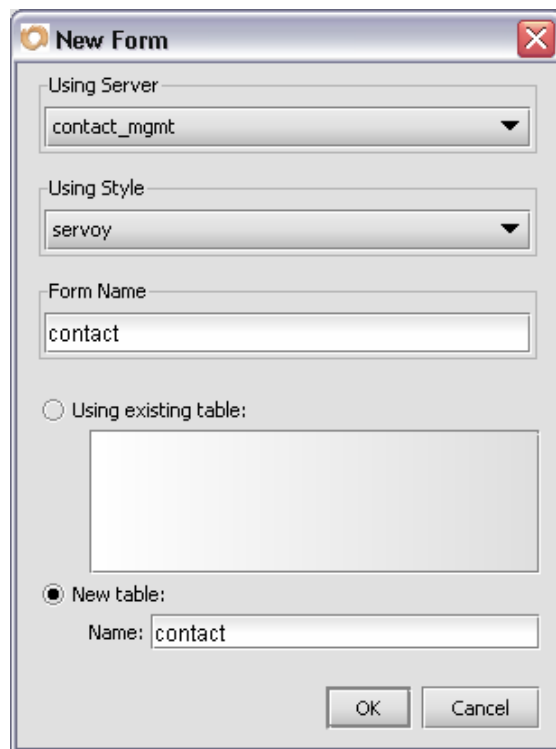 New Form
Using Server
contact_mgmt
Using Style
servoy
Form Name
contact
Using existing table:
New table:
Name: contact
OK Cancel